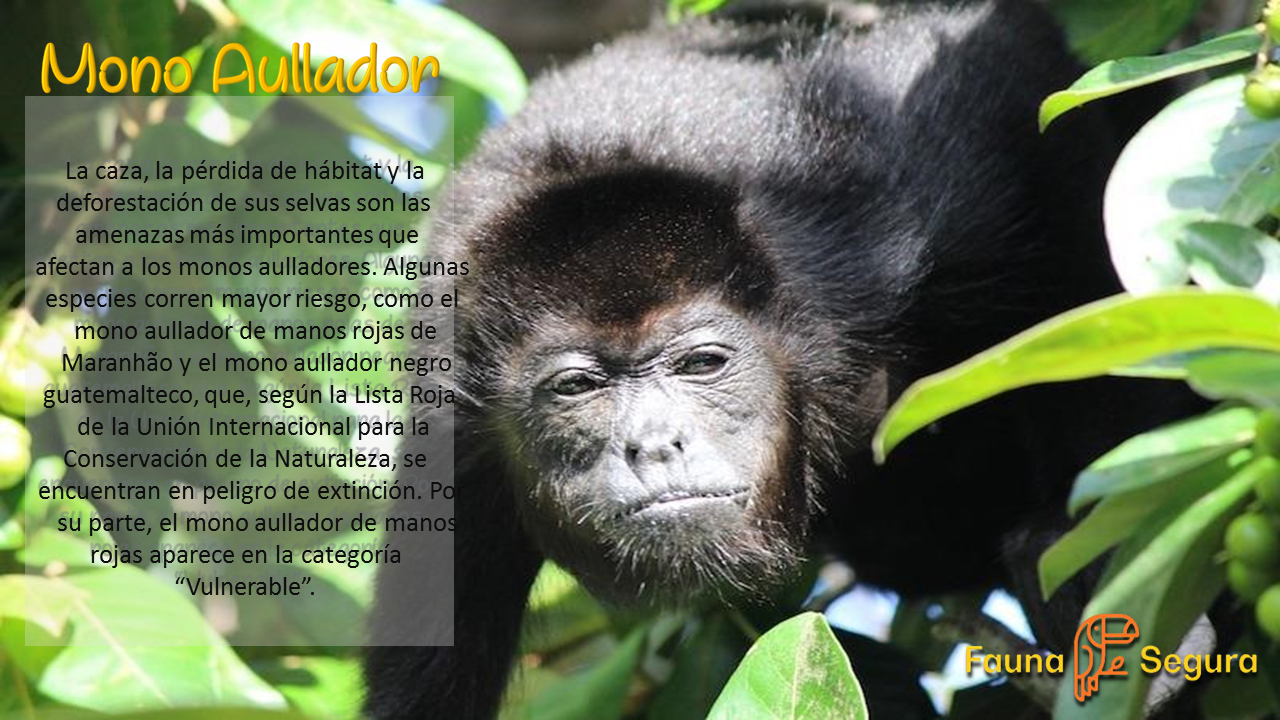 Mono Aullador
La caza, la pérdida de hábitat y la
deforestación de sus selvas son las
amenazas más importantes que
afectan a los monos aulladores. Algunas
especies corren mayor riesgo, como el
mono aullador de manos rojas de
Maranhão y el mono aullador negro
guatemalteco, que, según la Lista Roja
de la Unión Internacional para la
Conservación de la Naturaleza, se
encuentran en peligro de extinción. Por
su parte, el mono aullador de manos
rojas aparece en la categoría
“Vulnerable”.
Fauna Segura